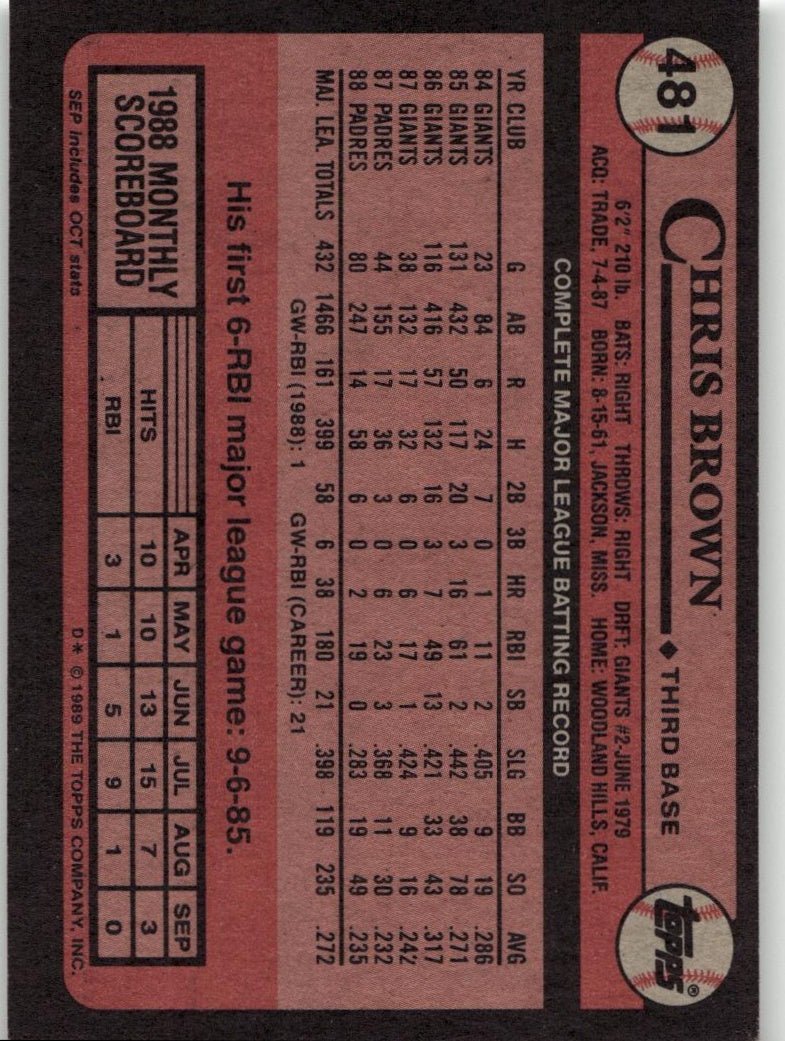 481 CHRIS BROWN ◆ THIRD BASE topps®
6'2" 210 lb. BATS: RIGHT THROWS: RIGHT DRFT: GIANTS #2-JUNE 1979
ACQ: TRADE, 7-4-87 BORN: 8-15-61, JACKSON, MISS. HOME: WOODLAND HILLS, CALIF.
COMPLETE MAJOR LEAGUE BATTING RECORD
YR CLUB G AB R H 2B 3B HR RBI SB SLG BB SO AVG
84 GIANTS 23 84 6 24 7 0 1 11 2 .405 9 19 .286
85 GIANTS 131 432 50 117 20 3 16 61 2 .442 38 78 .271
86 GIANTS 116 416 57 132 16 3 7 49 13 .421 33 43 .317
87 GIANTS 38 132 17 32 6 0 6 17 1 .424 9 16 .242
87 PADRES 44 155 17 36 3 0 6 23 3 .368 11 30 .232
88 PADRES 80 247 14 58 6 0 2 19 0 .283 19 49 .235
MAJ. LEA. TOTALS 432 1466 161 399 58 6 38 180 21 .398 119 235 .272
GW-RBI (1988): 1 GW-RBI (CAREER): 21
His first 6-RBI major league game: 9-6-85.
1988 MONTHLY
SCOREBOARD
APR MAY JUN JUL AUG SEP
HITS 10 10 13 15 7 3
RBI 3 1 5 9 1 0
SEP includes OCT stats D* © 1989 THE TOPPS COMPANY, INC.